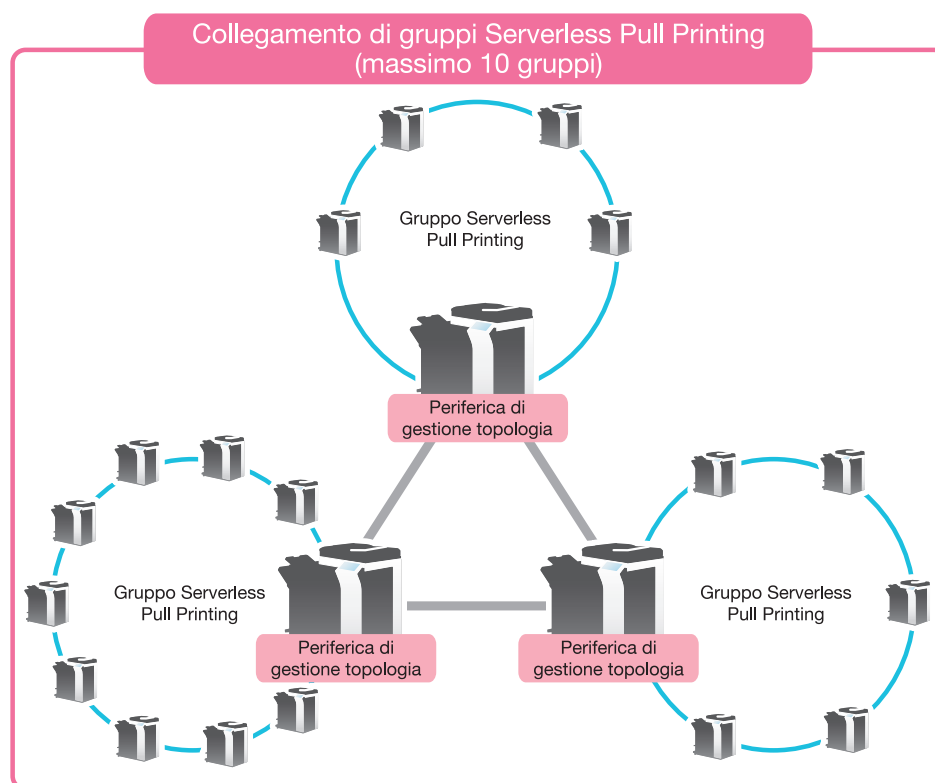 Collegamento di gruppi Serverless Pull Printing
(massimo 10 gruppi)
Gruppo Serverless
Pull Printing
Periferica di
gestione topologia
Gruppo Serverless
Pull Printing
Periferica di
gestione topologia
Periferica di
gestione topologia
Gruppo Serverless
Pull Printing